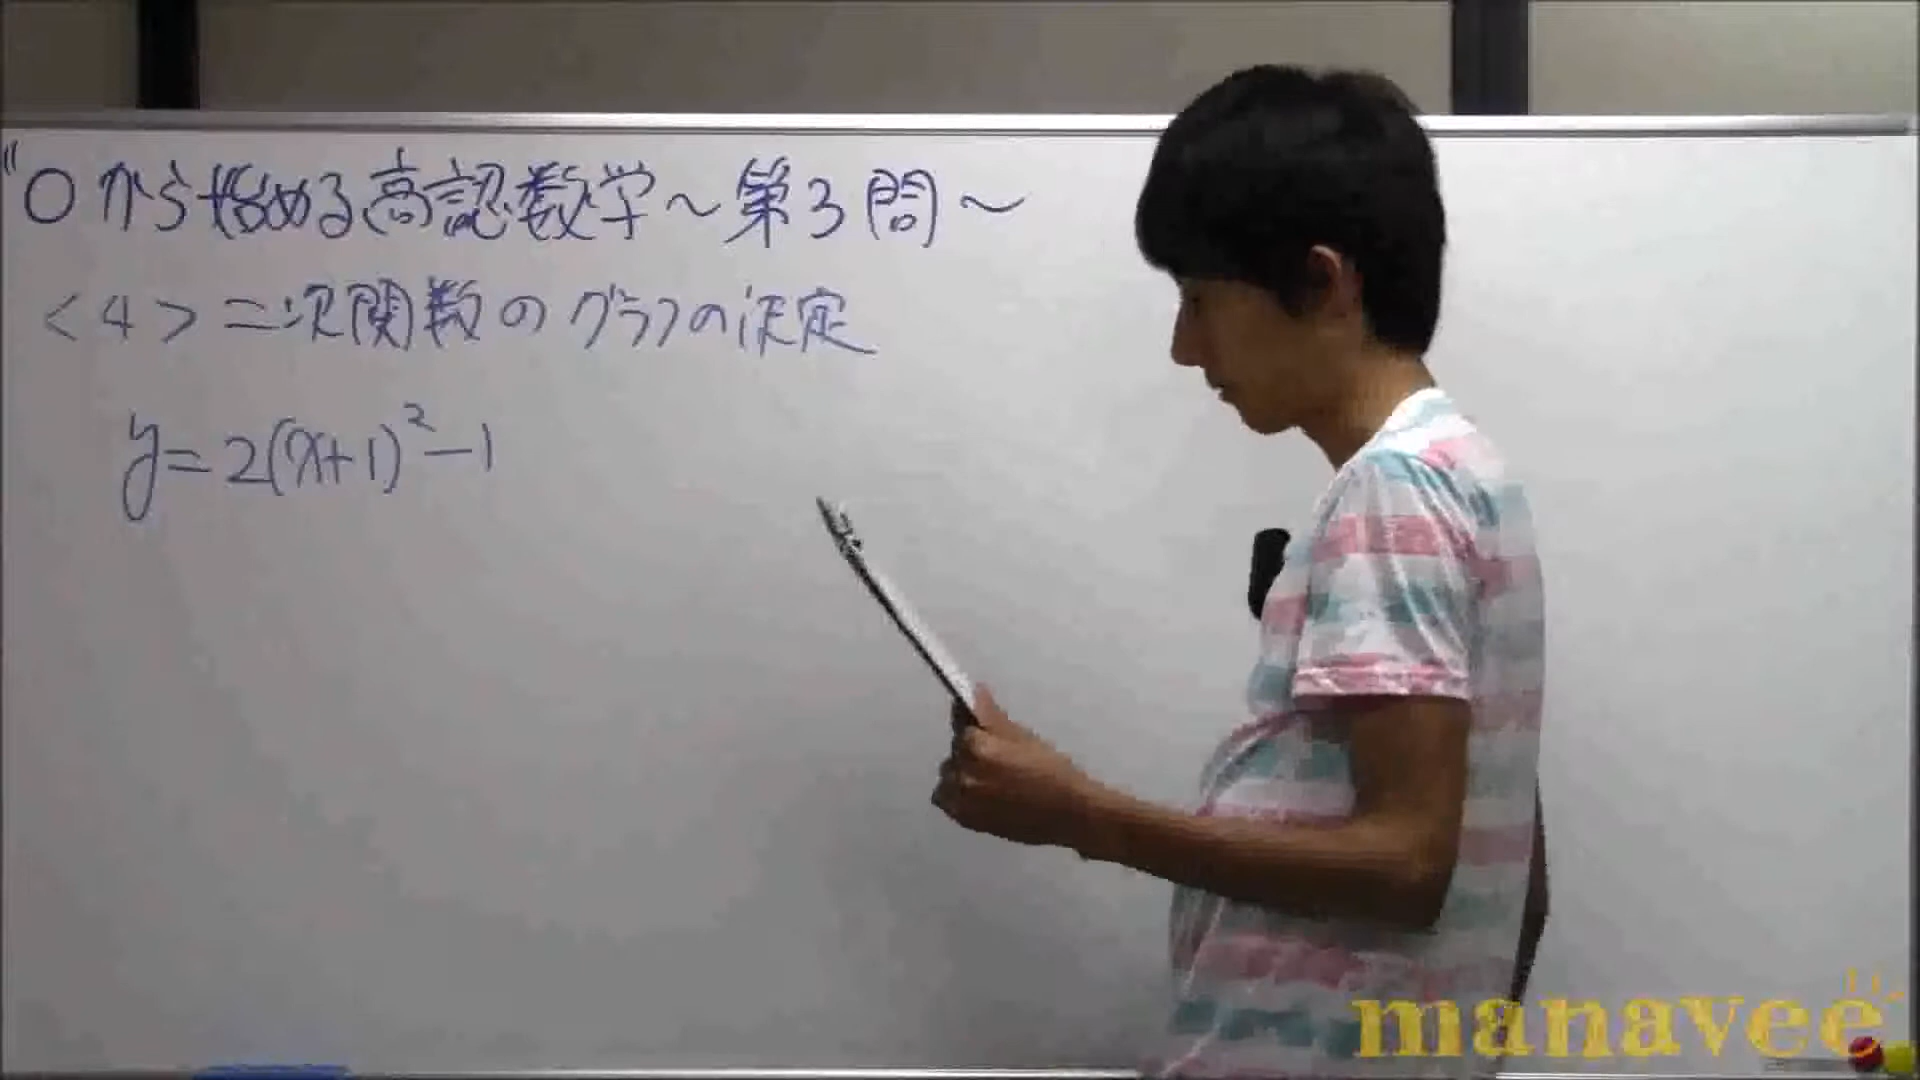 "0から始める高認数学～第3問～
<4>二次関数のグラフの決定
y=2(x+1)²-1
manavee